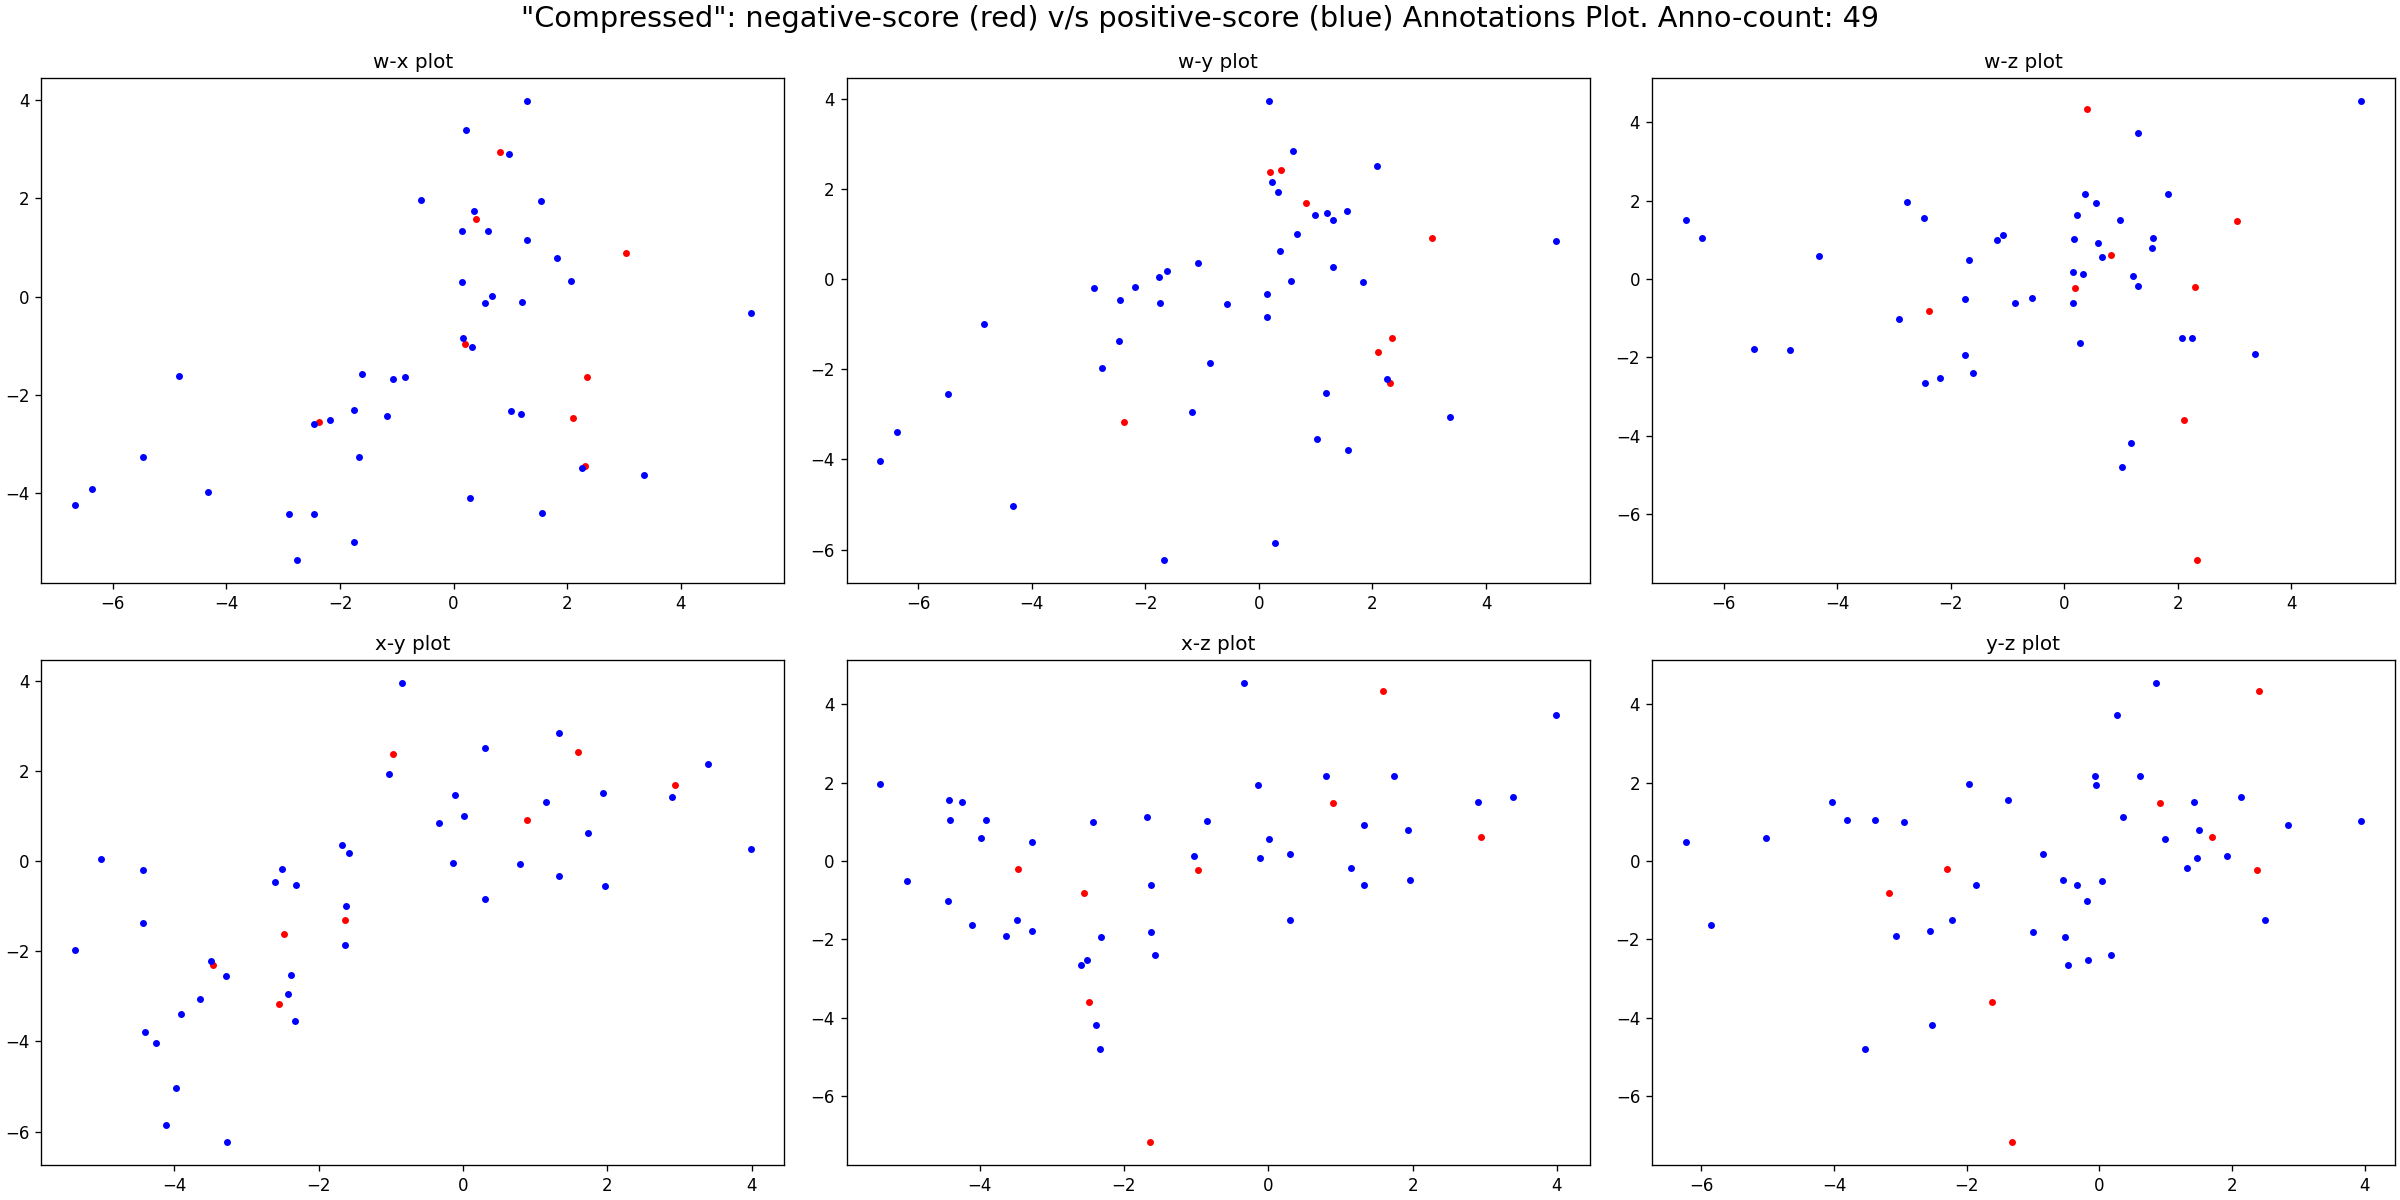 "Compressed": negative-score (red) v/s positive-score (blue) Annotations Plot. Anno-count: 49
w-x plot
4
2
0
−2
−4
−6 −4 −2 0 2 4
w-y plot
4
2
0
−2
−4
−6
−6 −4 −2 0 2 4
w-z plot
4
2
0
−2
−4
−6
−6 −4 −2 0 2 4
x-y plot
4
2
0
−2
−4
−6
−4 −2 0 2 4
x-z plot
4
2
0
−2
−4
−6
−4 −2 0 2 4
y-z plot
4
2
0
−2
−4
−6
−6 −4 −2 0 2 4